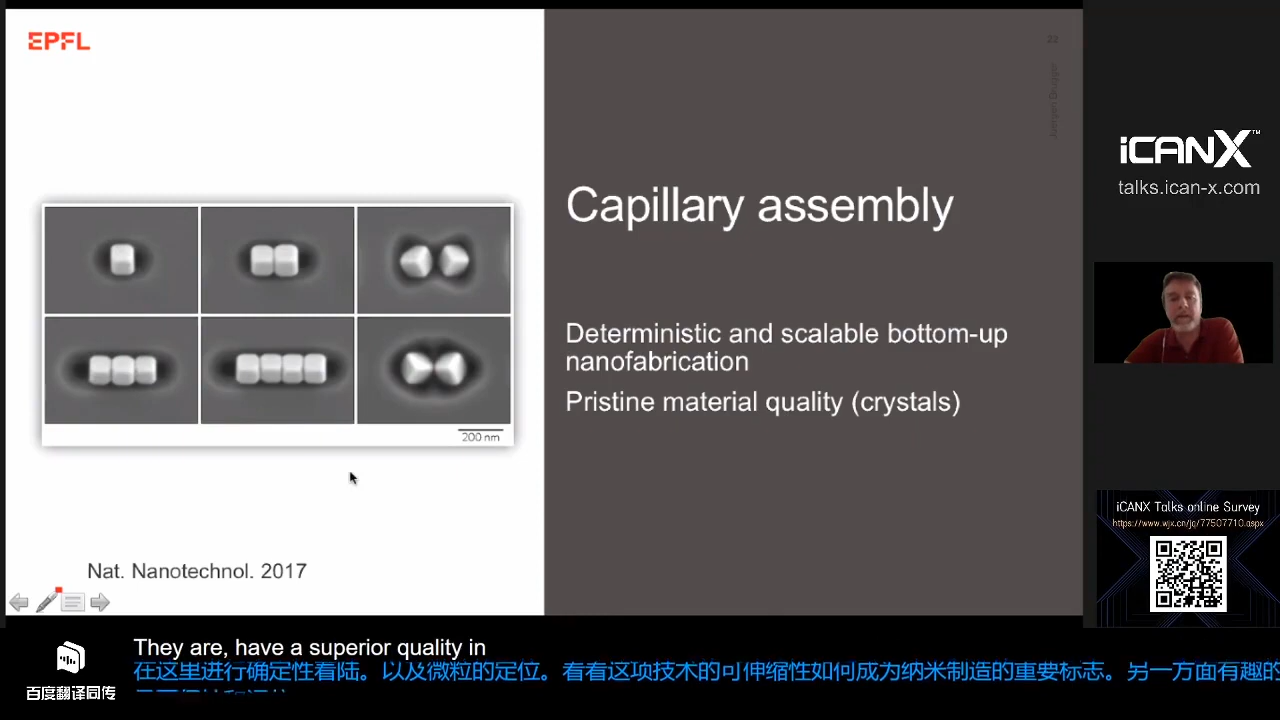 EPFL
22
Juergen Brugger
Capillary assembly
Deterministic and scalable bottom-up
nanofabrication
Pristine material quality (crystals)
200 nm
Nat. Nanotechnol. 2017
iCANX™
talks.ican-x.com
iCANX Talks online Survey
https://www.wjx.cn/jq/77507710.aspx
百度翻译同传
They are, have a superior quality in
在这里进行确定性着陆。以及微粒的定位。看看这项技术的可伸缩性如何成为纳米制造的重要标志。另一方面有趣的